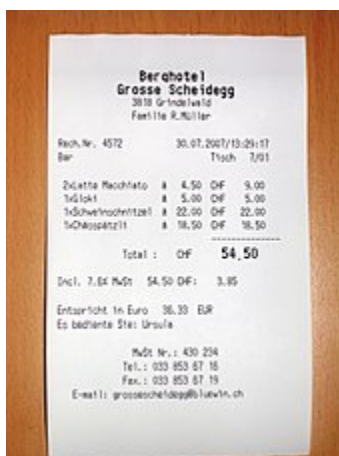 Berghotel
Grosse Scheidegg
3818 Grindelwald
Familie R.Müller
Rech.Nr. 4572 30.07.2007/13:29:17
Bar Tisch 7/01
2xLatte Macchiato à 4.50 CHF 9.00
1xGloki à 5.00 CHF 5.00
1xSchweinschnitzel à 22.00 CHF 22.00
1xChässpätzli à 18.50 CHF 18.50
Total : CHF 54.50
Incl. 7.6% MwSt 54.50 CHF: 3.85
Entspricht in Euro 36.33 EUR
Es bediente Sie: Ursula
MwSt Nr.: 430 234
Tel.: 033 853 67 16
Fax.: 033 853 67 19
E-mail: grossescheidegg@bluewin.ch